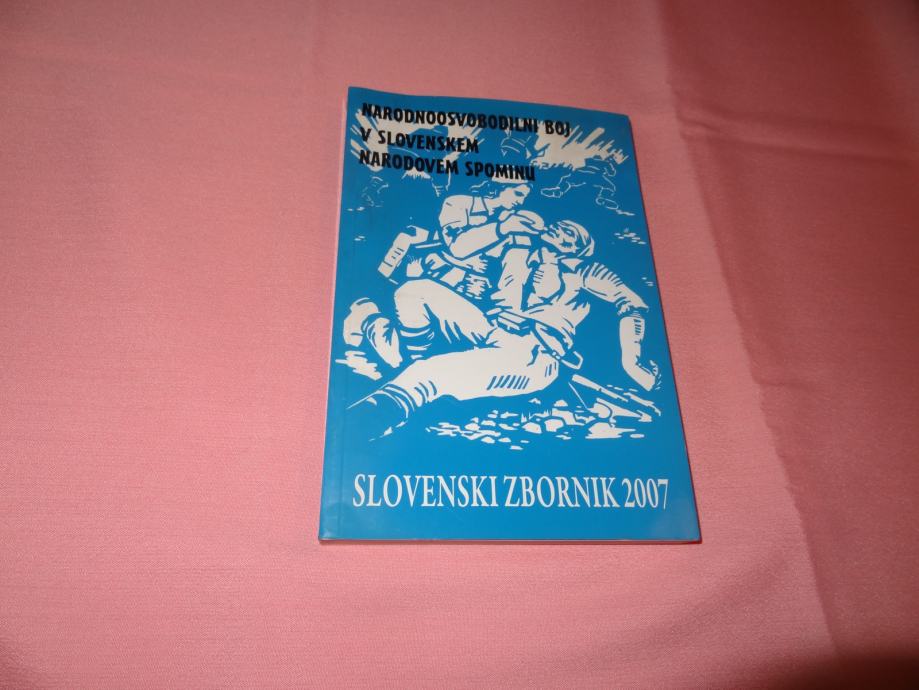 NARODNOOSVOBODILNI BOJ
V SLOVENSKEM
NARODOVEM SPOMINU
SLOVENSKI ZBORNIK 2007